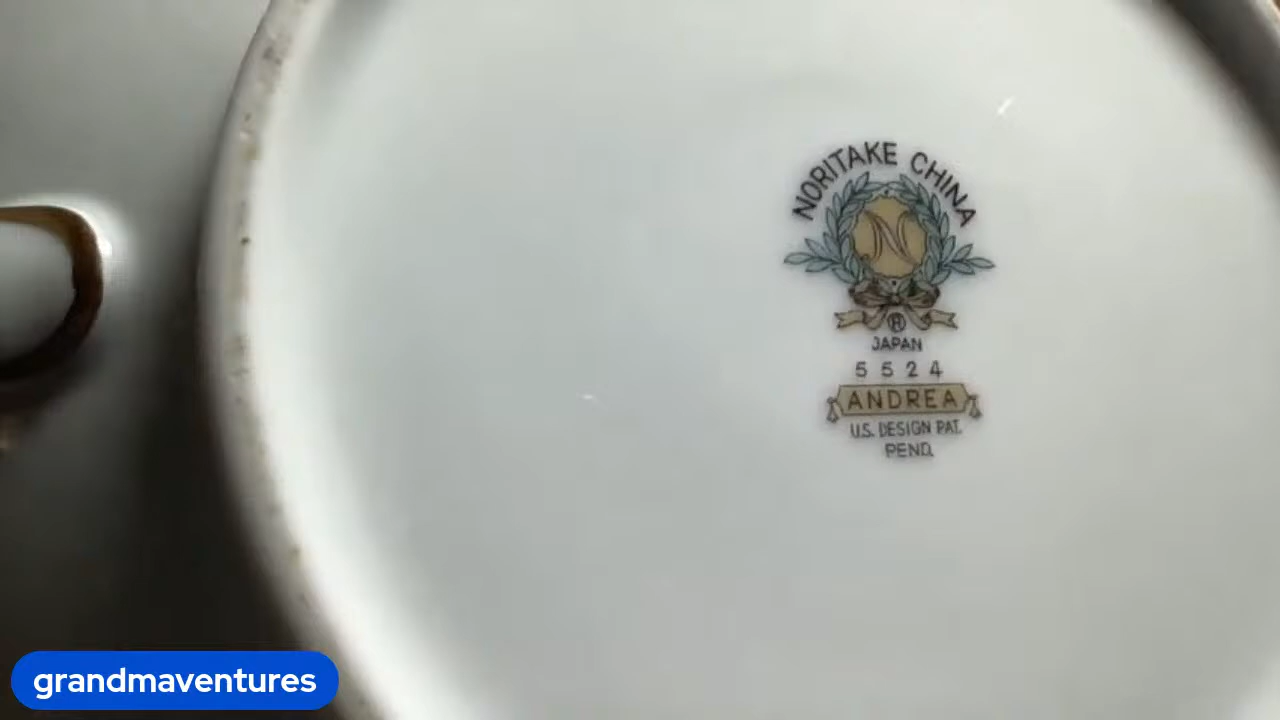 NORITAKE CHINA
N
®
JAPAN
5524
ANDREA
U.S. DESIGN PAT.
PEND.
grandmaventures